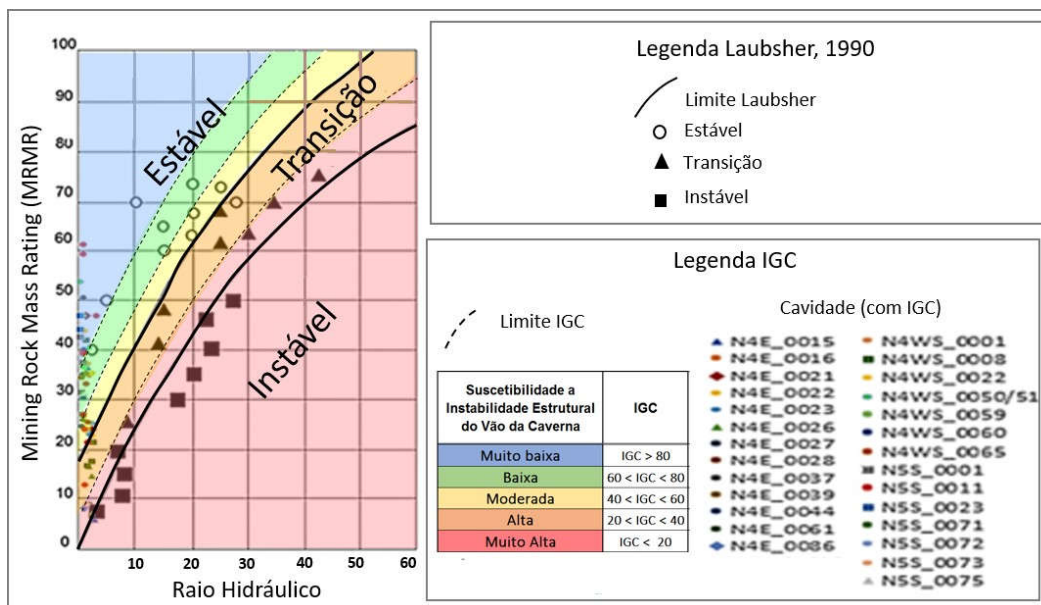 Mining Rock Mass Rating (MRMR)
100
90
80
70
60
50
40
30
20
10
0
Estável
Transição
Instável
10
20
30
40
50
60
Raio Hidráulico
Legenda Laubsher, 1990
Limite Laubsher
Estável
Transição
Instável
Legenda IGC
Limite IGC
Suscetibilidade a
Instabilidade Estrutural
do Vão da Caverna
IGC
Muito baixa
IGC > 80
Baixa
60 < IGC < 80
Moderada
40 < IGC < 60
Alta
20 < IGC < 40
Muito Alta
IGC < 20
Cavidade (com IGC)
N4E_0015
N4E_0016
N4E_0021
N4E_0022
N4E_0023
N4E_0026
N4E_0027
N4E_0028
N4E_0037
N4E_0039
N4E_0044
N4E_0061
N4E_0086
N4WS_0001
N4WS_0008
N4WS_0022
N4WS_0050/51
N4WS_0059
N4WS_0060
N4WS_0065
N5S_0001
N5S_0011
N5S_0023
N5S_0071
N5S_0072
N5S_0073
N5S_0075